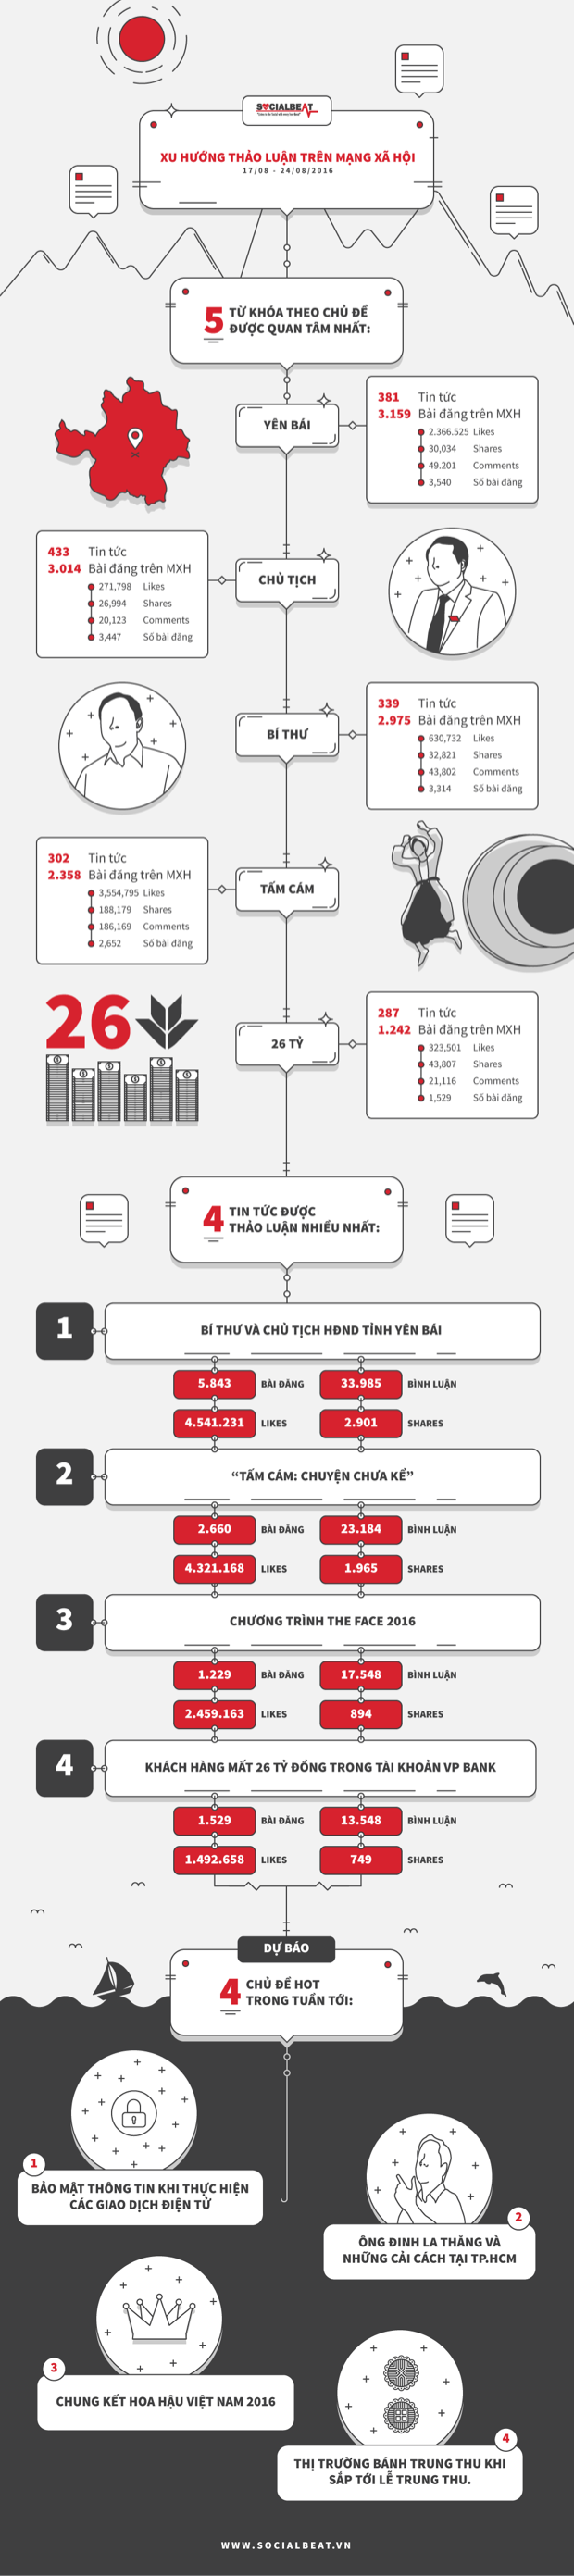 SOCIALBEAT
XU HƯỚNG THẢO LUẬN TRÊN MẠNG XÃ HỘI
17/08 - 24/08/2016
5 TỪ KHÓA THEO CHỦ ĐỀ
ĐƯỢC QUAN TÂM NHẤT:
YÊN BÁI
381 Tin tức
3.159 Bài đăng trên MXH
2.366.525 Likes
30,034 Shares
49.201 Comments
3,540 Số bài đăng
433 Tin tức
3.014 Bài đăng trên MXH
271,798 Likes
26,994 Shares
20,123 Comments
3,447 Số bài đăng
CHỦ TỊCH
BÍ THƯ
339 Tin tức
2.975 Bài đăng trên MXH
630,732 Likes
32,821 Shares
43,802 Comments
3,314 Số bài đăng
302 Tin tức
2.358 Bài đăng trên MXH
3,554,795 Likes
188,179 Shares
186,169 Comments
2,652 Số bài đăng
TẤM CÁM
26
26 TỶ
287 Tin tức
1.242 Bài đăng trên MXH
323,501 Likes
43,807 Shares
21,116 Comments
1,529 Số bài đăng
4 TIN TỨC ĐƯỢC
THẢO LUẬN NHIỀU NHẤT:
1 BÍ THƯ VÀ CHỦ TỊCH HĐND TỈNH YÊN BÁI
5.843 BÀI ĐĂNG 33.985 BÌNH LUẬN
4.541.231 LIKES 2.901 SHARES
2 “TẤM CÁM: CHUYỆN CHƯA KỂ”
2.660 BÀI ĐĂNG 23.184 BÌNH LUẬN
4.321.168 LIKES 1.965 SHARES
3 CHƯƠNG TRÌNH THE FACE 2016
1.229 BÀI ĐĂNG 17.548 BÌNH LUẬN
2.459.163 LIKES 894 SHARES
4 KHÁCH HÀNG MẤT 26 TỶ ĐỒNG TRONG TÀI KHOẢN VP BANK
1.529 BÀI ĐĂNG 13.548 BÌNH LUẬN
1.492.658 LIKES 749 SHARES
DỰ BÁO
4 CHỦ ĐỀ HOT
TRONG TUẦN TỚI:
1
BẢO MẬT THÔNG TIN KHI THỰC HIỆN
CÁC GIAO DỊCH ĐIỆN TỬ
2
ÔNG ĐINH LA THĂNG VÀ
NHỮNG CẢI CÁCH TẠI TP.HCM
3
CHUNG KẾT HOA HẬU VIỆT NAM 2016
4
THỊ TRƯỜNG BÁNH TRUNG THU KHI
SẮP TỚI LỄ TRUNG THU.
WWW.SOCIALBEAT.VN